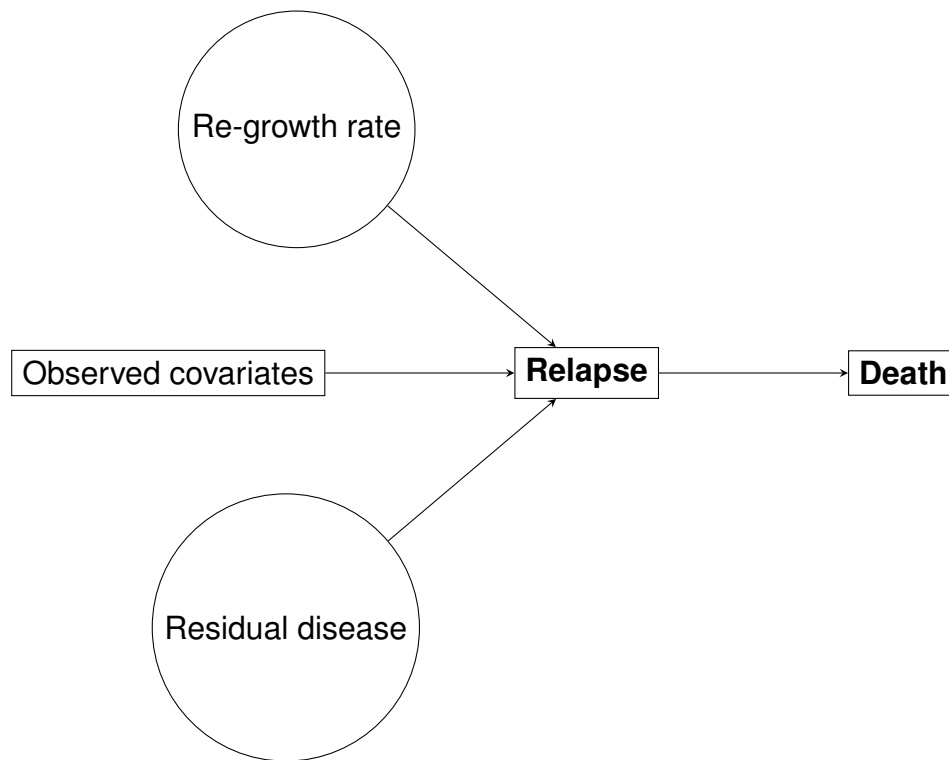 Re-growth rate
Observed covariates
Relapse
Death
Residual disease